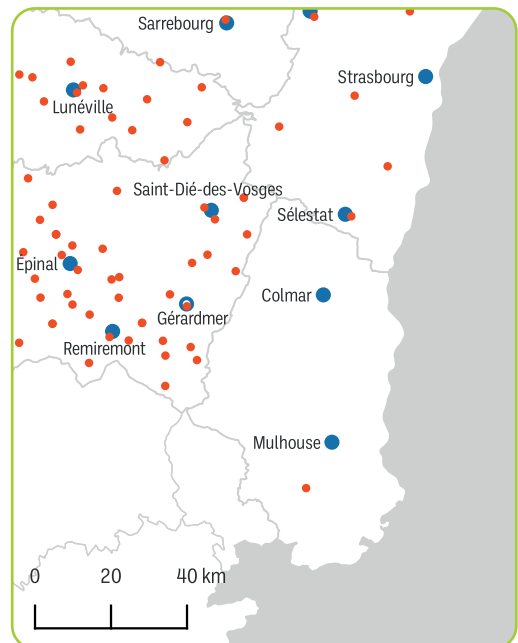 Sarrebourg
Strasbourg
Lunéville
Saint-Dié-des-Vosges
Sélestat
Épinal
Colmar
Gérardmer
Remiremont
Mulhouse
0 20 40 km